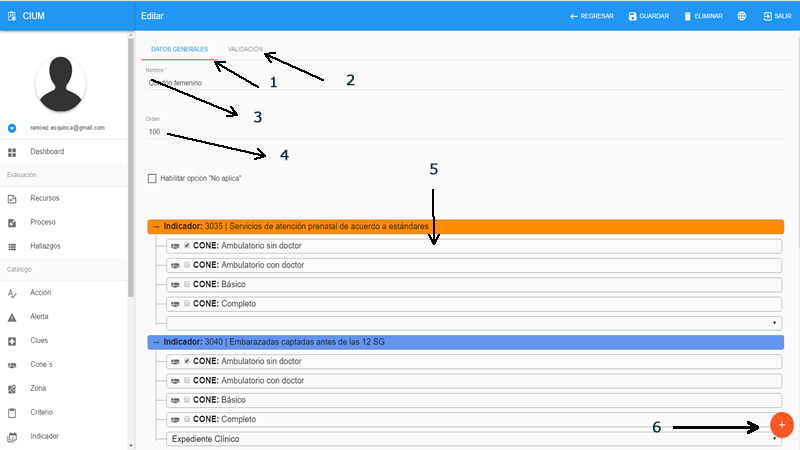 CIUM
Editar
REGRESAR
GUARDAR
ELIMINAR
SALIR
DATOS GENERALES
VALIDACIÓN
1
2
Nombre *
Condón femenino
3
ramirez.esquinca@gmail.com
Orden
100
4
Dashboard
Evaluación
Recursos
Proceso
Hallazgos
Catálogo
Acción
Alerta
Clues
Cone´s
Zona
Criterio
Indicador
Habilitar opción "No aplica"
5
Indicador: 3035 | Servicios de atención prenatal de acuerdo a estándares
CONE: Ambulatorio sin doctor
CONE: Ambulatorio con doctor
CONE: Básico
CONE: Completo
Indicador: 3040 | Embarazadas captadas antes de las 12 SG
CONE: Ambulatorio sin doctor
CONE: Ambulatorio con doctor
CONE: Básico
CONE: Completo
Expediente Clínico
6
+